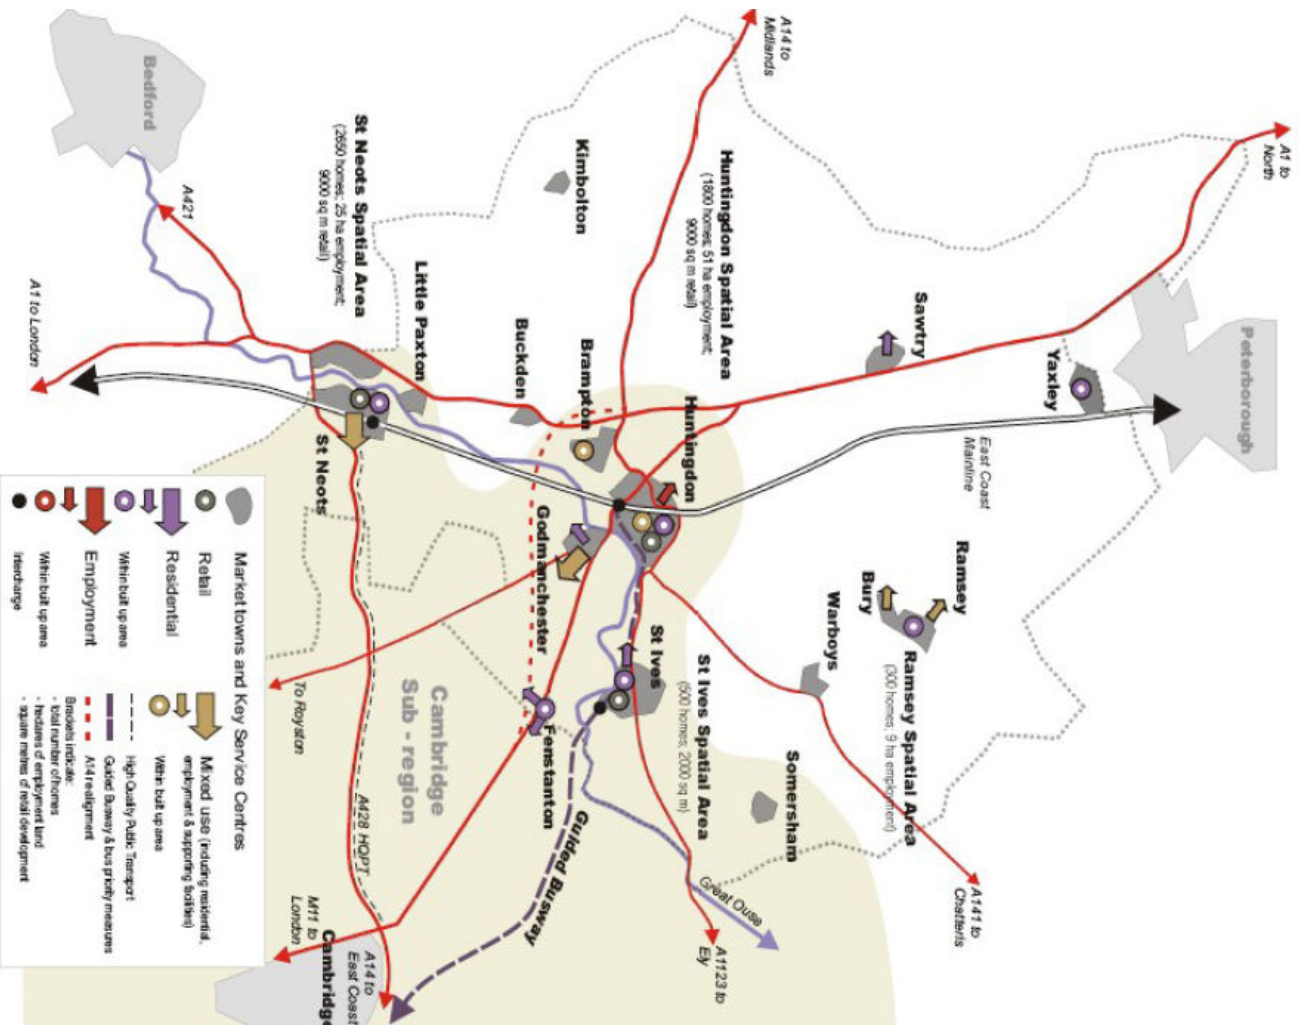 A1 to
North
Peterborough
Yaxley
East Coast
Mainline
Sawtry
A14 to
Midlands
Huntingdon Spatial Area
(1800 homes; 51 ha employment;
9000 sq m retail)
Ramsey
Bury
Ramsey Spatial Area
(300 homes; 9 ha employment)
Warboys
A141 to
Chatteris
Kimbolton
Huntingdon
Brampton
Buckden
Godmanchester
St Ives
St Ives Spatial Area
(500 homes; 2000 sq m)
Somersham
Great Ouse
A1123 to
Ely
Little Paxton
St Neots Spatial Area
(2650 homes; 25 ha employment;
9000 sq m retail)
St Neots
Fenstanton
Guided Busway
Cambridge
Sub - region
To Royston
A428 HQPT
Bedford
A421
A1 to London
M11 to
London
Cambridge
A14 to
East Coast
Market towns and Key Service Centres
Retail
Residential
Within built up area
Employment
Within built up area
Interchange
Mixed use (including residential,
employment & supporting facilities)
Within built up area
High Quality Public Transport
Guided Busway & bus priority measures
A14 realignment
Brackets indicate:
- total number of homes
- hectares of employment land
- square metres of retail development